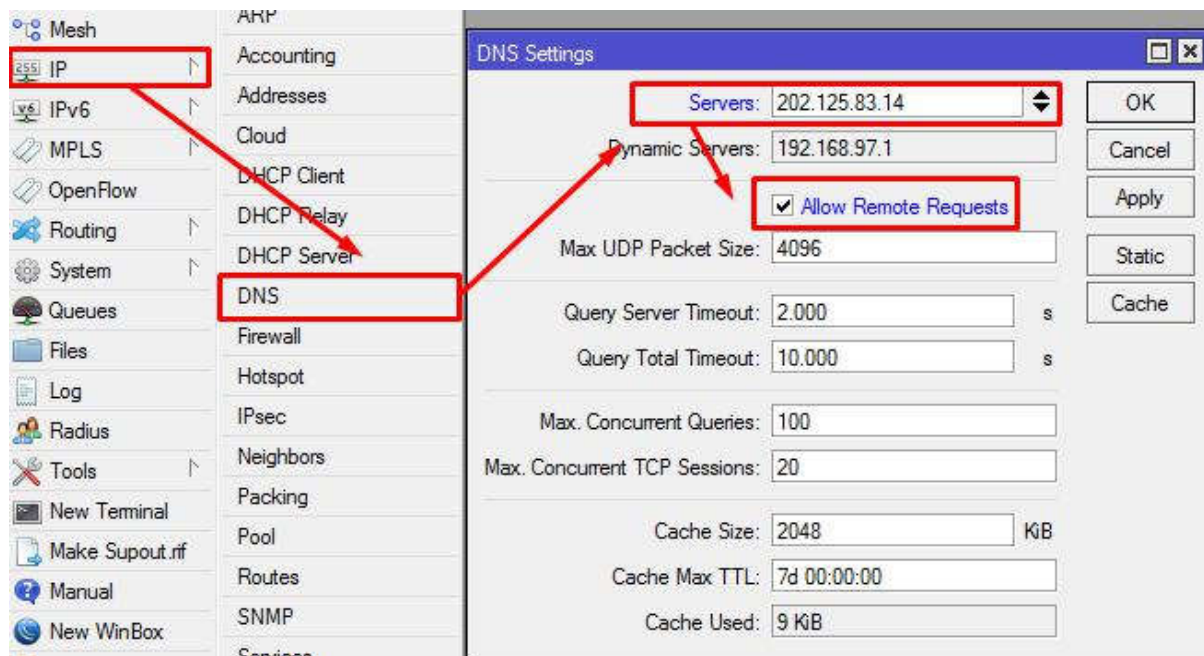 Mesh
IP
IPv6
MPLS
OpenFlow
Routing
System
Queues
Files
Log
Radius
Tools
New Terminal
Make Supout.rif
Manual
New WinBox
ARP
Accounting
Addresses
Cloud
DHCP Client
DHCP Relay
DHCP Server
DNS
Firewall
Hotspot
IPsec
Neighbors
Packing
Pool
Routes
SNMP
Services
DNS Settings
Servers: 202.125.83.14
Dynamic Servers: 192.168.97.1
Allow Remote Requests
Max UDP Packet Size: 4096
Query Server Timeout: 2.000 s
Query Total Timeout: 10.000 s
Max. Concurrent Queries: 100
Max. Concurrent TCP Sessions: 20
Cache Size: 2048 KiB
Cache Max TTL: 7d 00:00:00
Cache Used: 9 KiB
OK
Cancel
Apply
Static
Cache